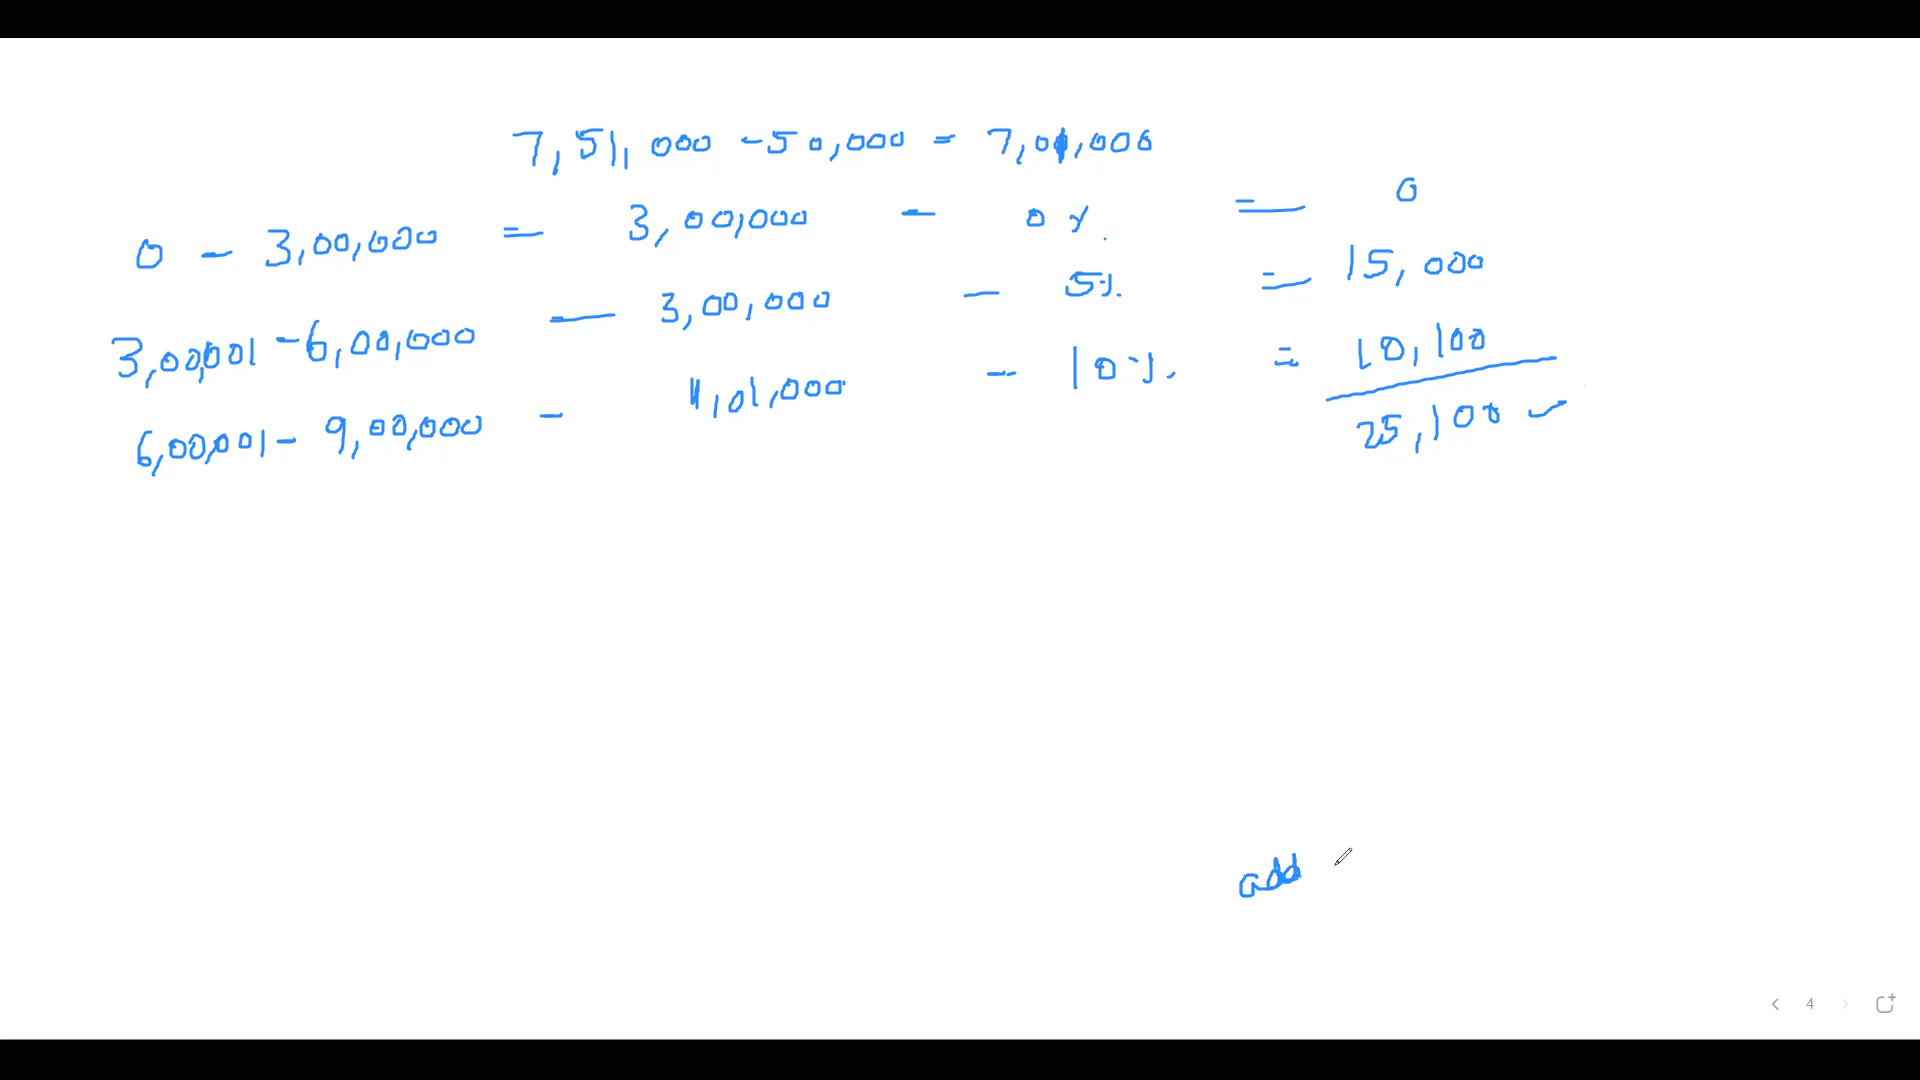 7,51,000 - 50,000 = 7,01,000
0 - 3,00,000 = 3,00,000 - 0 % = 0
3,00,001 - 6,00,000 - 3,00,000 - 5% = 15,000
6,00,001 - 9,00,000 - 1,01,000 - 10% = 10,100
25,100 ✓
add
4